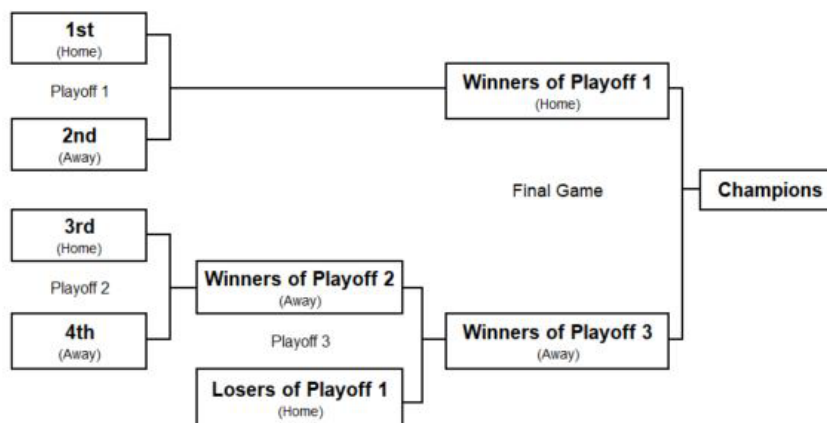 1st
(Home)
Playoff 1
2nd
(Away)
Winners of Playoff 1
(Home)
Final Game
Champions
3rd
(Home)
Playoff 2
4th
(Away)
Winners of Playoff 2
(Away)
Playoff 3
Losers of Playoff 1
(Home)
Winners of Playoff 3
(Away)